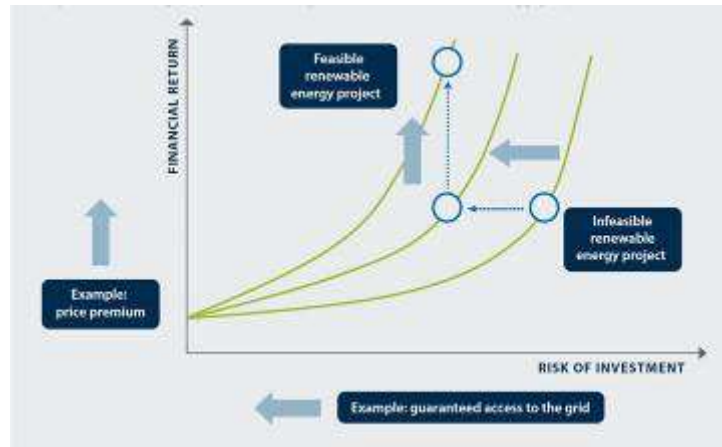 FINANCIAL RETURN
Feasible
renewable
energy project
Infeasible
renewable
energy project
Example:
price premium
RISK OF INVESTMENT
Example: guaranteed access to the grid